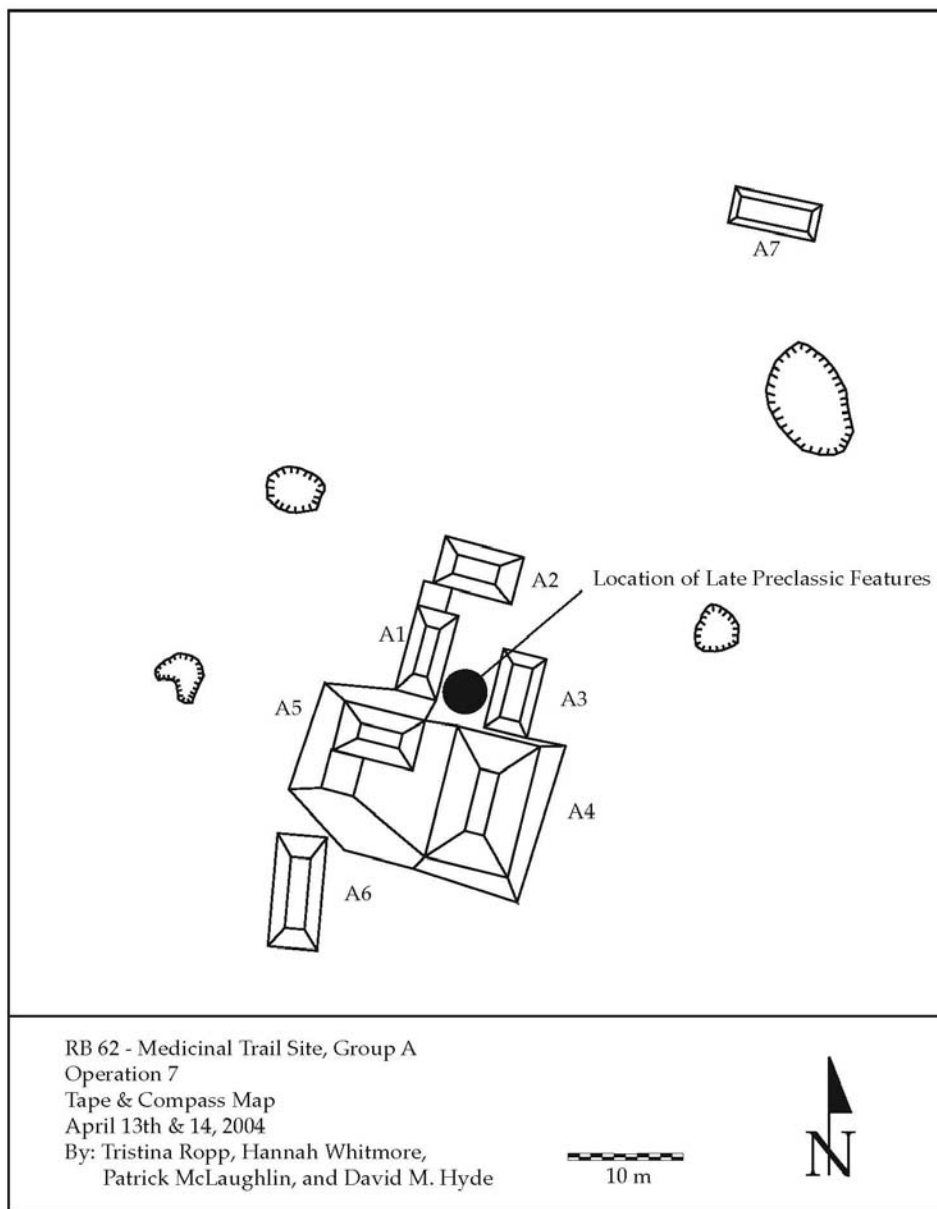 A7
A2
Location of Late Preclassic Features
A1
A3
A5
A4
A6
RB 62 - Medicinal Trail Site, Group A
Operation 7
Tape & Compass Map
April 13th & 14, 2004
By: Tristina Ropp, Hannah Whitmore,
Patrick McLaughlin, and David M. Hyde
10 m
N